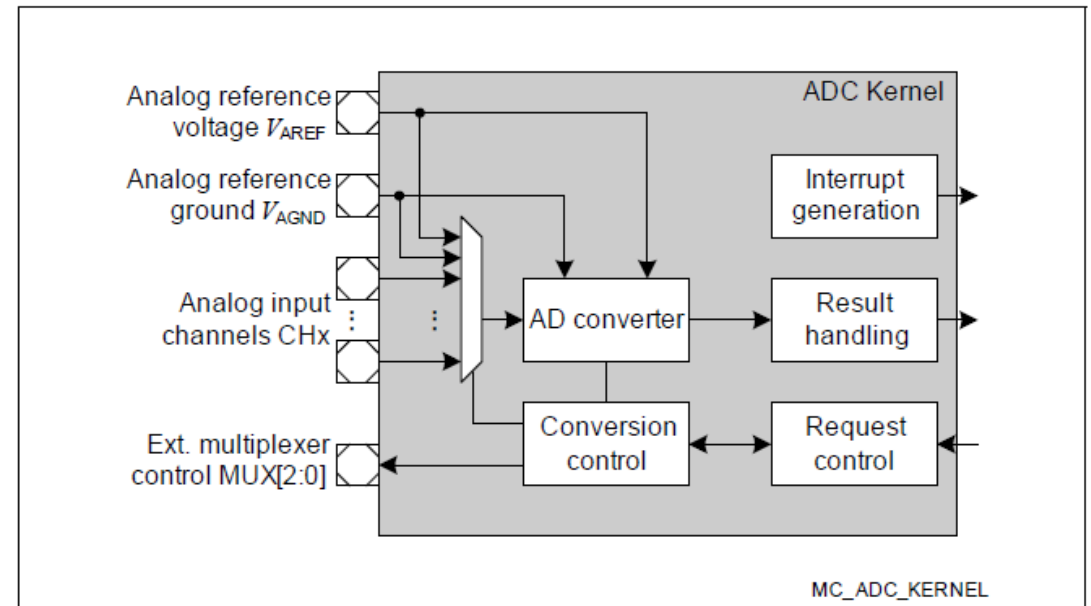 ADC Kernel
Analog reference
voltage VAREF
Analog reference
ground VAGND
Interrupt
generation
Analog input
channels CHx
AD converter
Result
handling
Ext. multiplexer
control MUX[2:0]
Conversion
control
Request
control
MC_ADC_KERNEL